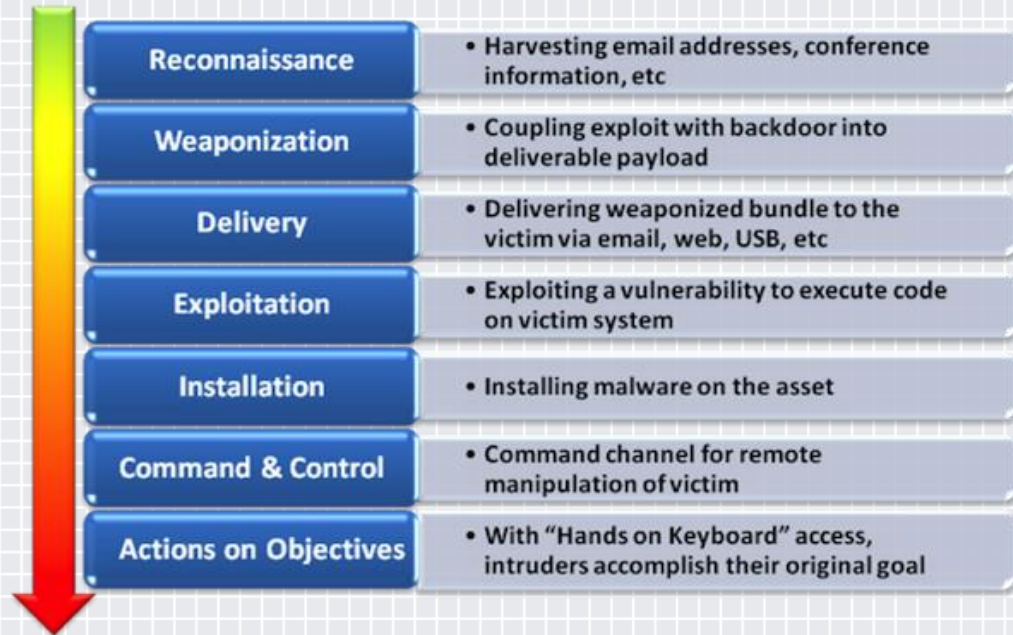 Reconnaissance
• Harvesting email addresses, conference
information, etc
Weaponization
• Coupling exploit with backdoor into
deliverable payload
Delivery
• Delivering weaponized bundle to the
victim via email, web, USB, etc
Exploitation
• Exploiting a vulnerability to execute code
on victim system
Installation
• Installing malware on the asset
Command & Control
• Command channel for remote
manipulation of victim
Actions on Objectives
• With “Hands on Keyboard” access,
intruders accomplish their original goal